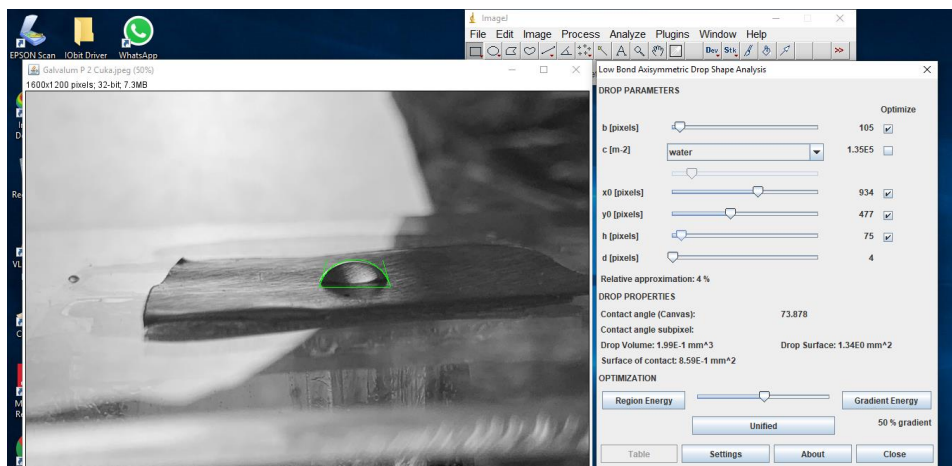 EPSON Scan IObit Driver WhatsApp
ImageJ
File Edit Image Process Analyze Plugins Window Help
Dev Stk >>
Galvalum P 2 Cuka.jpeg (50%)
1600x1200 pixels; 32-bit; 7.3MB
Low Bond Axisymmetric Drop Shape Analysis
DROP PARAMETERS
Optimize
b [pixels] 105
c [m-2] water 1.35E5
x0 [pixels] 934
y0 [pixels] 477
h [pixels] 75
d [pixels] 4
Relative approximation: 4 %
DROP PROPERTIES
Contact angle (Canvas): 73.878
Contact angle subpixel:
Drop Volume: 1.99E-1 mm^3 Drop Surface: 1.34E0 mm^2
Surface of contact: 8.59E-1 mm^2
OPTIMIZATION
Region Energy Gradient Energy
Unified 50 % gradient
Table Settings About Close